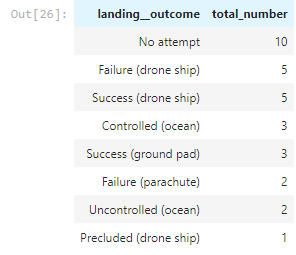 Out[26]: landing__outcome total_number
No attempt 10
Failure (drone ship) 5
Success (drone ship) 5
Controlled (ocean) 3
Success (ground pad) 3
Failure (parachute) 2
Uncontrolled (ocean) 2
Precluded (drone ship) 1